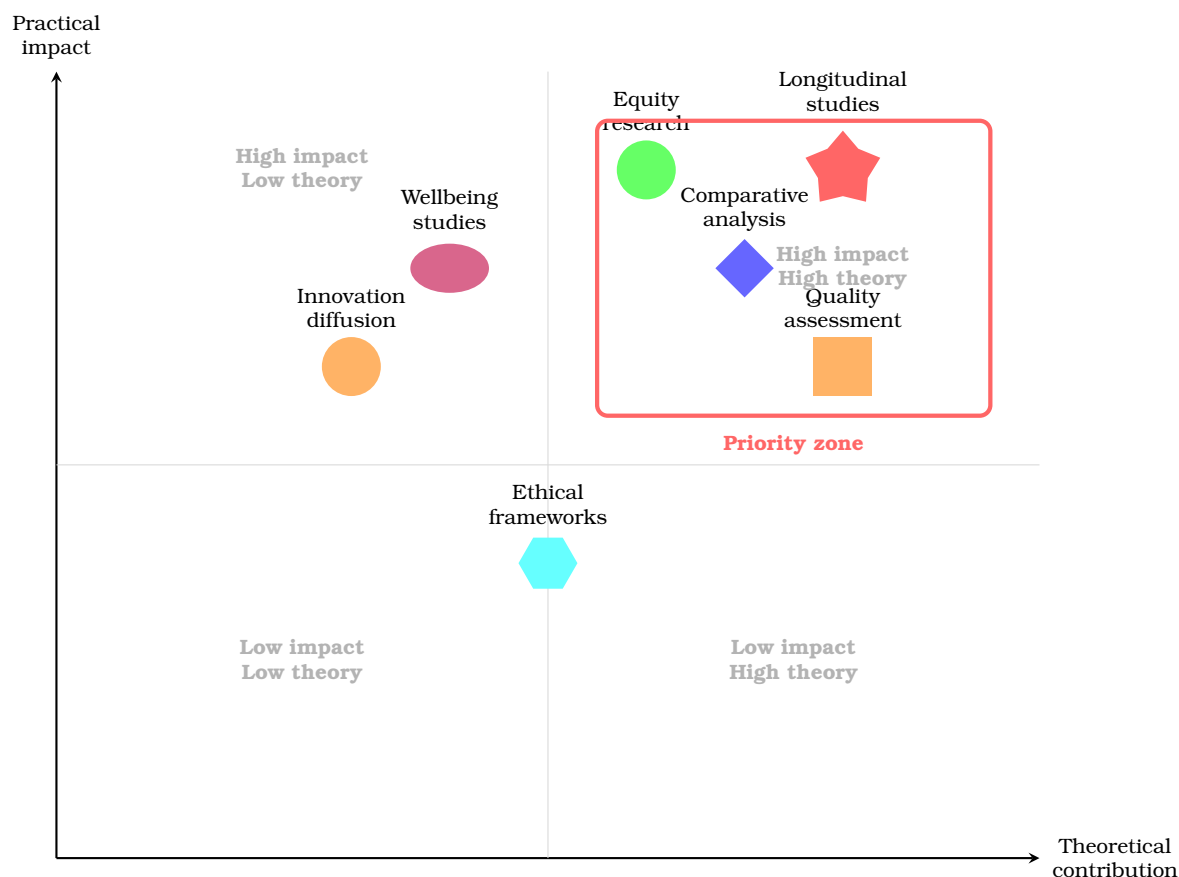 Practical
impact
Longitudinal
studies
Equity
research
High impact
Low theory
Wellbeing
studies
Comparative
analysis
High impact
High theory
Innovation
diffusion
Quality
assessment
Priority zone
Ethical
frameworks
Low impact
Low theory
Low impact
High theory
Theoretical
contribution